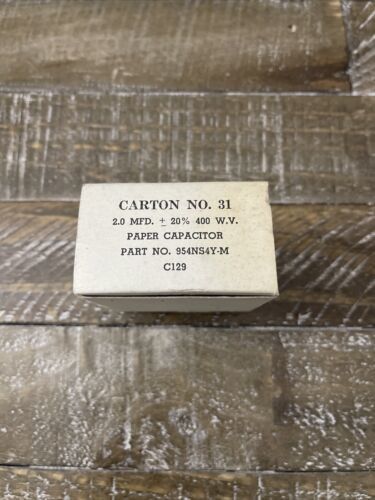 CARTON NO. 31
2.0 MFD. ± 20% 400 W.V.
PAPER CAPACITOR
PART NO. 954NS4Y-M
C129